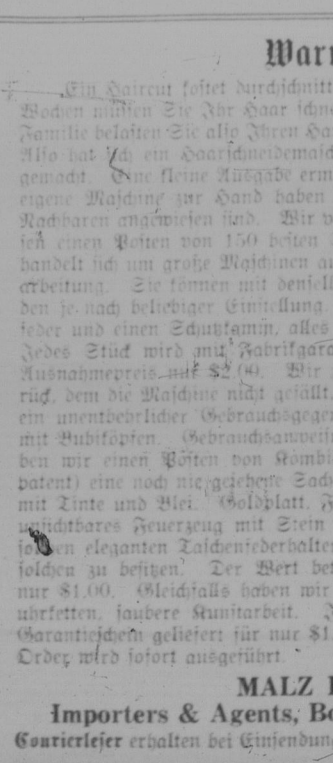 Warn
Ein Haircut kostet durchschnitt
Wochen müssen Sie Ihr Haar schne
Familie belasten Sie also Ihren Ha
Also hat sich ein Haarschneidemasch
gemacht. Eine kleine Ausgabe erm
eigene Maschine zur Hand haben
Nachbaren angewiesen sind. Wir
sen einen Posten von 150 besten
handelt sich um große Maschinen au
arbeitung. Sie können mit denselb
den je nach beliebiger Einstellung
jeder und einen Schutzkamm, alles
Jedes Stück wird mit Fabrikgara
Ausnahmepreis nur $2.00. Wir
rück, dem die Maschine nicht gefällt.
ein unentbehrlicher Gebrauchsgegen
mit Bubiköpfen. Gebrauchsanweis
ben wir einen Posten von Kombi
patent) eine noch nie gesehene Sach
mit Tinte und Blei. Goldblatt, F
unsichtbares Feuerzeug mit Stein
eleganten Taschenfederhalter
solchen zu besitzen. Der Wert bet
nur $1.00. Gleichfalls haben wir
uhrketten, saubere Kunstarbeit.
Garantieschein geliefert für nur $1.
Order wird sofort ausgeführt.
MALZ
Importers & Agents, Bo
Courierleser erhalten bei Einsendun